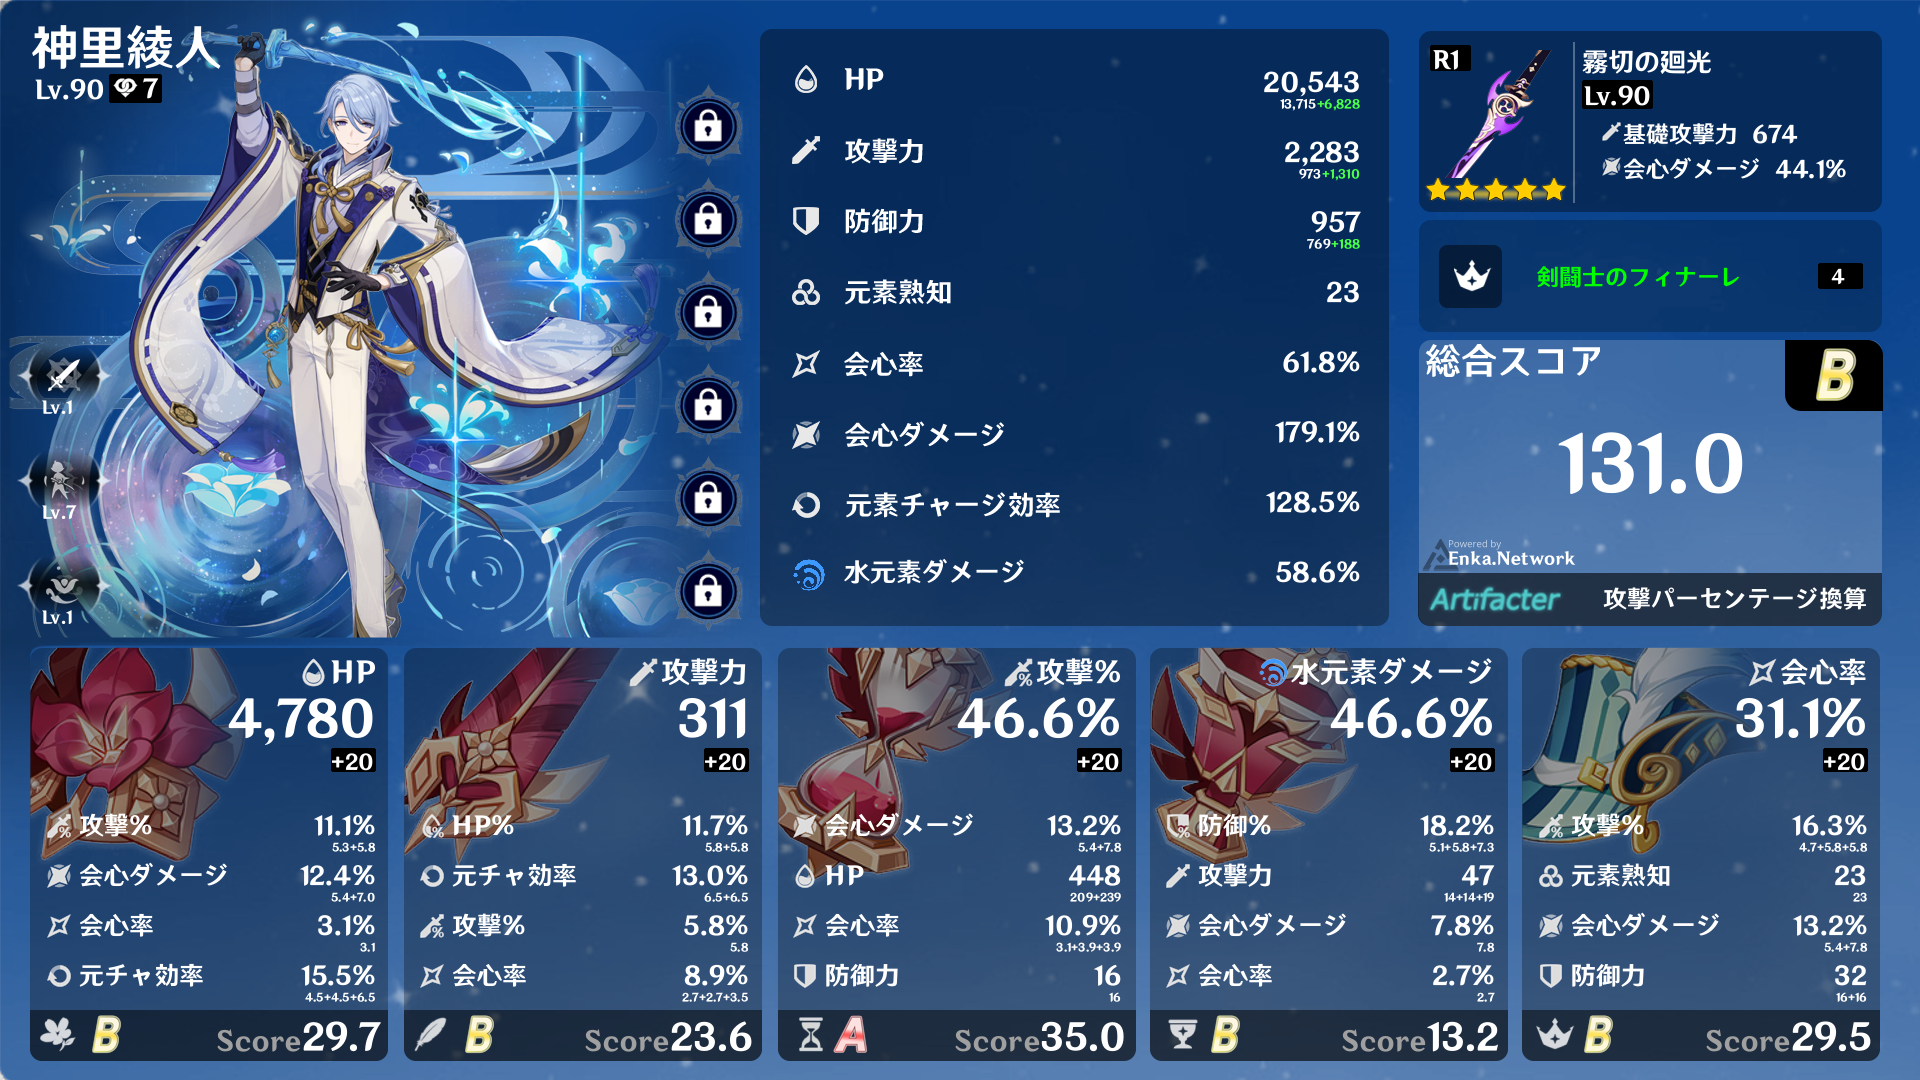 神里綾人
Lv.90 7
Lv.1
Lv.7
Lv.1
HP 20,543
13,715+6,828
攻撃力 2,283
973+1,310
防御力 957
769+188
元素熟知 23
会心率 61.8%
会心ダメージ 179.1%
元素チャージ効率 128.5%
水元素ダメージ 58.6%
R1
霧切の廻光
Lv.90
基礎攻撃力 674
会心ダメージ 44.1%
剣闘士のフィナーレ 4
総合スコア B
131.0
Powered by
Enka.Network
Artifacter 攻撃パーセンテージ換算
HP
4,780
+20
攻撃% 11.1%
5.3+5.8
会心ダメージ 12.4%
5.4+7.0
会心率 3.1%
3.1
元チャ効率 15.5%
4.5+4.5+6.5
B Score29.7
攻撃力
311
+20
HP% 11.7%
5.8+5.8
元チャ効率 13.0%
6.5+6.5
攻撃% 5.8%
5.8
会心率 8.9%
2.7+2.7+3.5
B Score23.6
攻撃%
46.6%
+20
会心ダメージ 13.2%
5.4+7.8
HP 448
209+239
会心率 10.9%
3.1+3.9+3.9
防御力 16
16
A Score35.0
水元素ダメージ
46.6%
+20
防御% 18.2%
5.1+5.8+7.3
攻撃力 47
14+14+19
会心ダメージ 7.8%
7.8
会心率 2.7%
2.7
B Score13.2
会心率
31.1%
+20
攻撃% 16.3%
4.7+5.8+5.8
元素熟知 23
23
会心ダメージ 13.2%
5.4+7.8
防御力 32
16+16
B Score29.5